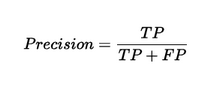 Precision = TP / TP + FP